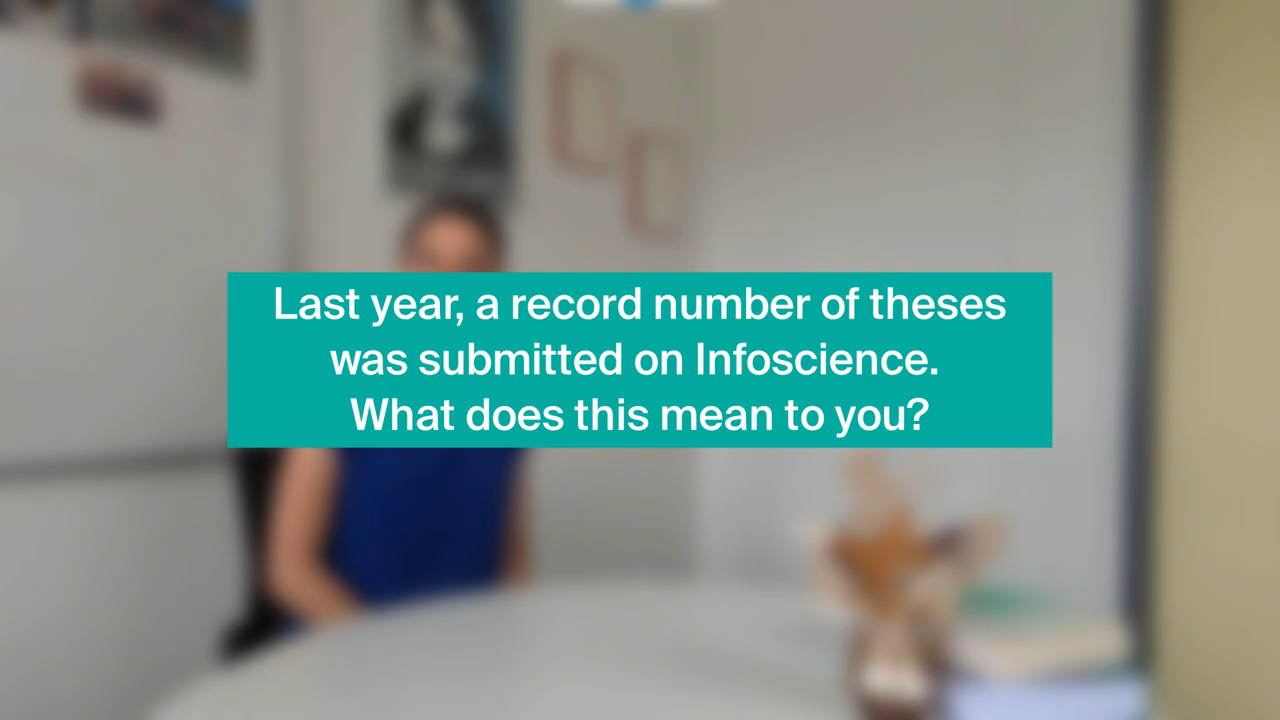 Last year, a record number of theses
was submitted on Infoscience.
What does this mean to you?